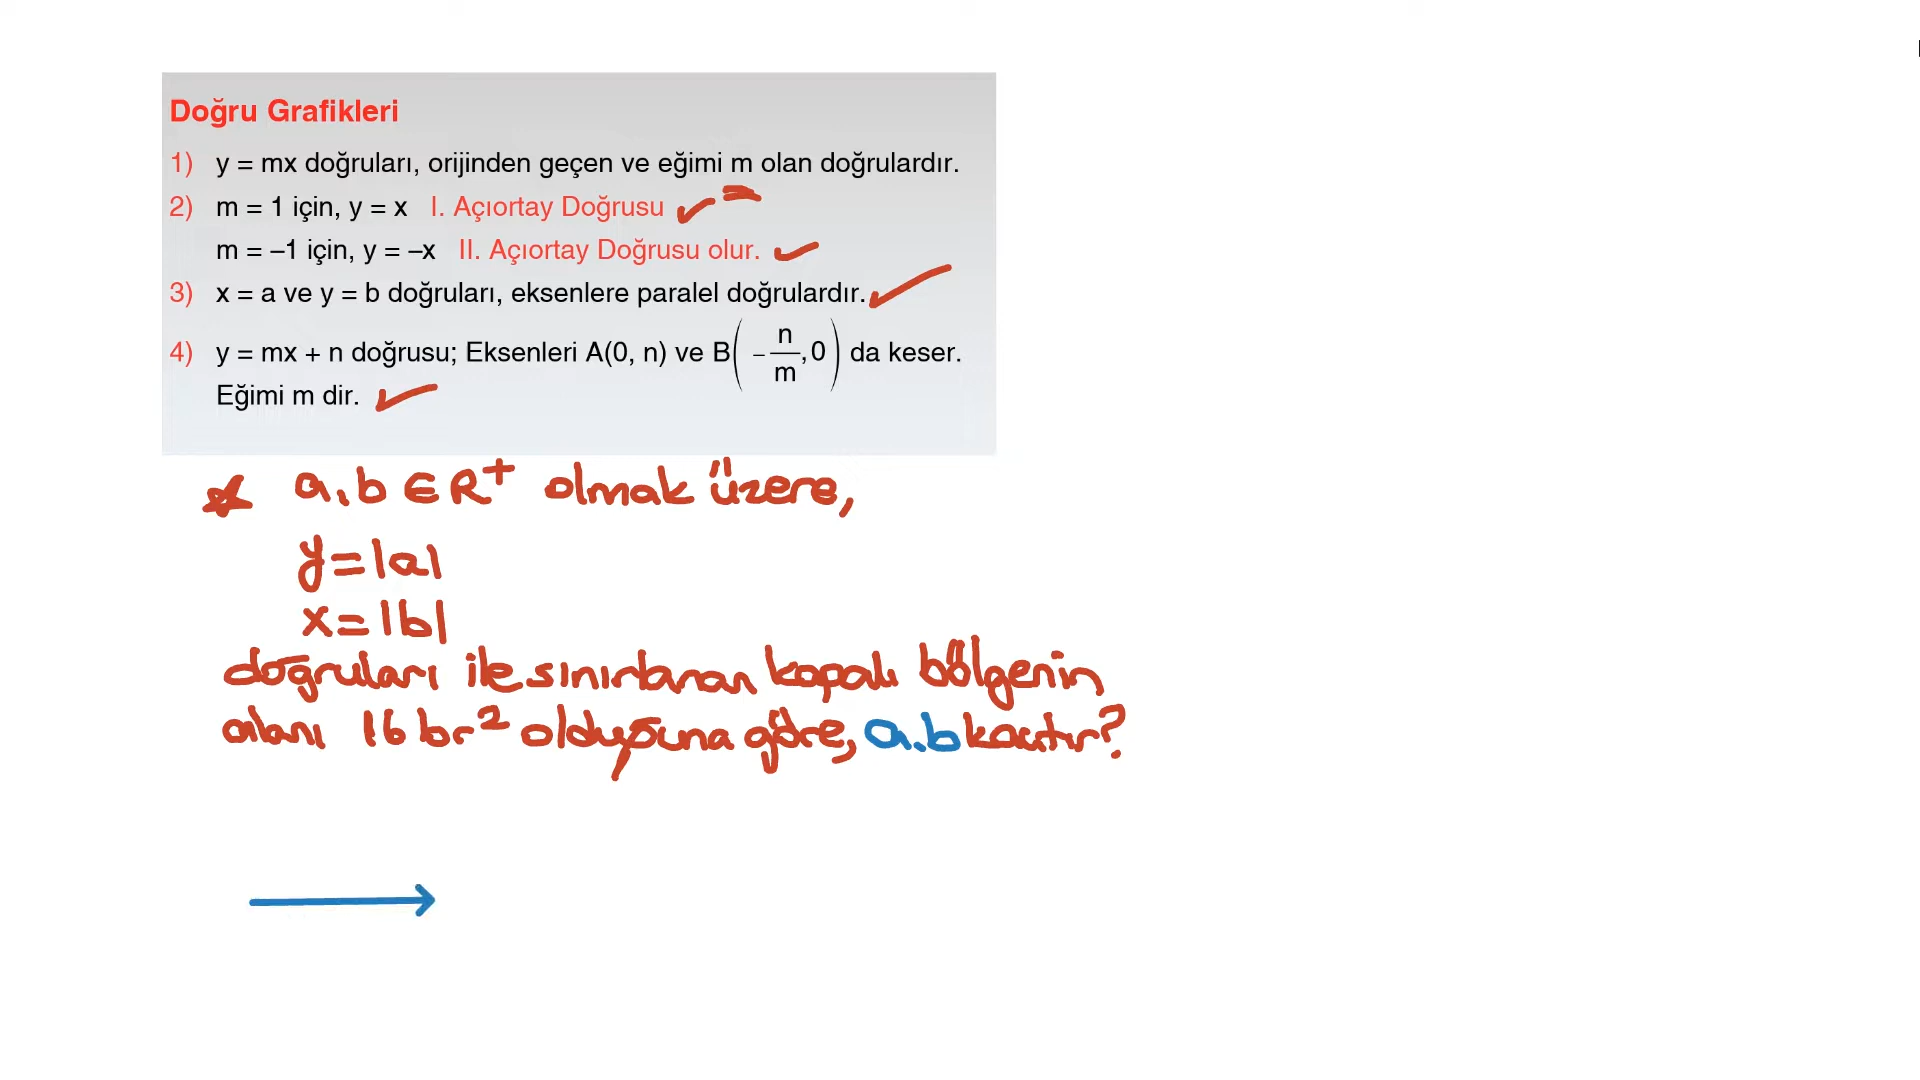 Doğru Grafikleri
1) y = mx doğruları, orijinden geçen ve eğimi m olan doğrulardır.
2) m = 1 için, y = x I. Açıortay Doğrusu
m = –1 için, y = –x II. Açıortay Doğrusu olur.
3) x = a ve y = b doğruları, eksenlere paralel doğrulardır.
4) y = mx + n doğrusu; Eksenleri A(0, n) ve B(-n/m, 0) da keser.
Eğimi m dir.
a,b ∈ R⁺ olmak üzere,
y=|a|
x=|b|
doğruları ile sınırlanan kapalı bölgenin
alanı 16 br² olduğuna göre, a.b kaçtır?